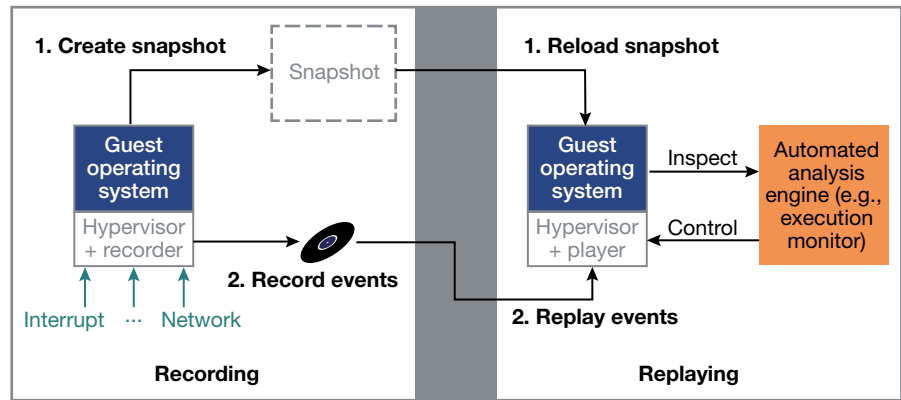 1. Create snapshot
Snapshot
Guest
operating
system
Hypervisor
+ recorder
2. Record events
Interrupt ... Network
Recording
1. Reload snapshot
Guest
operating
system
Hypervisor
+ player
Inspect
Control
Automated
analysis
engine (e.g.,
execution
monitor)
2. Replay events
Replaying